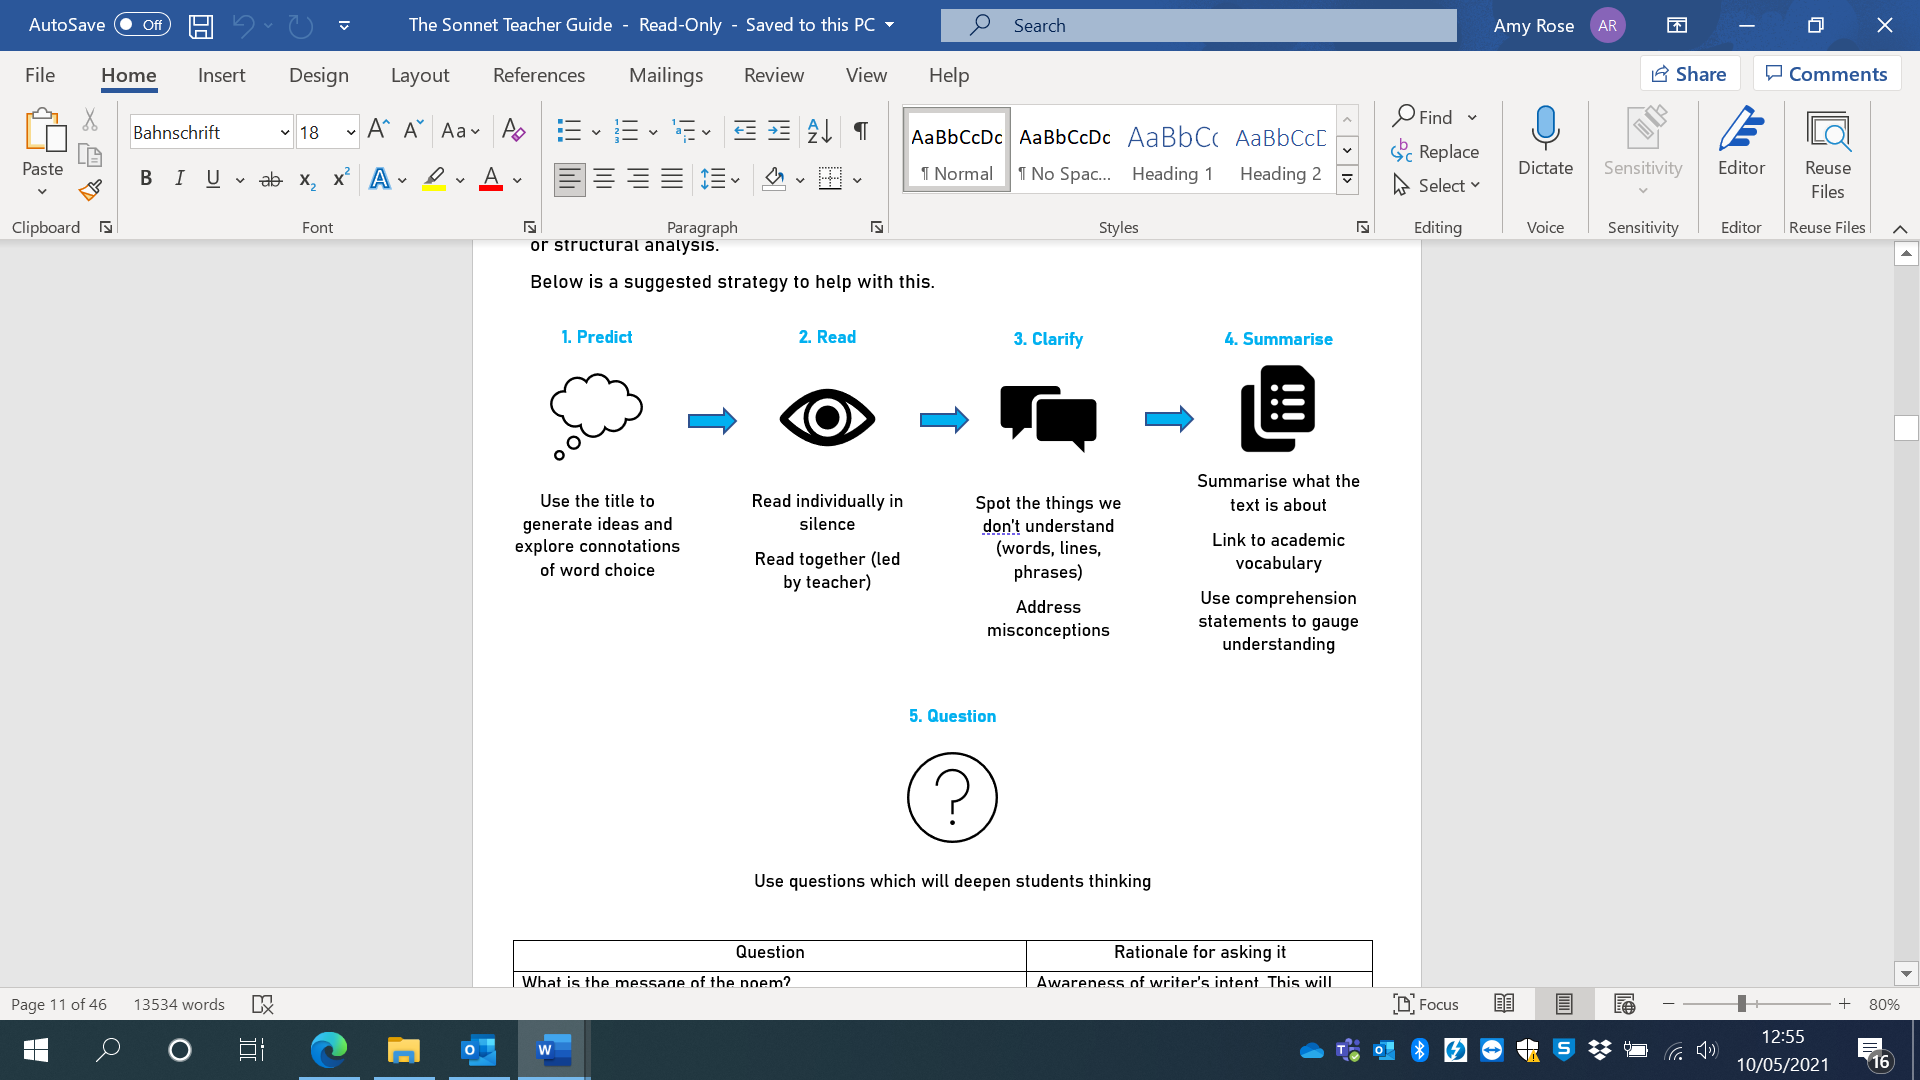 AutoSave Off The Sonnet Teacher Guide - Read-Only - Saved to this PC Search Amy Rose AR
File Home Insert Design Layout References Mailings Review View Help Share Comments
Paste
Bahnschrift 18 Aa
AaBbCcDc AaBbCcDc AaBbCc AaBbCcD
¶ Normal ¶ No Spac... Heading 1 Heading 2
Find
Replace
Select
Dictate Sensitivity Editor Reuse
Files
Clipboard Font Paragraph Styles Editing Voice Sensitivity Editor Reuse Files
or structural analysis.
Below is a suggested strategy to help with this.
1. Predict
Use the title to
generate ideas and
explore connotations
of word choice
2. Read
Read individually in
silence
Read together (led
by teacher)
3. Clarify
Spot the things we
don't understand
(words, lines,
phrases)
Address
misconceptions
4. Summarise
Summarise what the
text is about
Link to academic
vocabulary
Use comprehension
statements to gauge
understanding
5. Question
Use questions which will deepen students thinking
Question Rationale for asking it
What is the message of the poem? Awareness of writer's intent. This will
Page 11 of 46 13534 words Focus 80%
12:55
10/05/2021
16